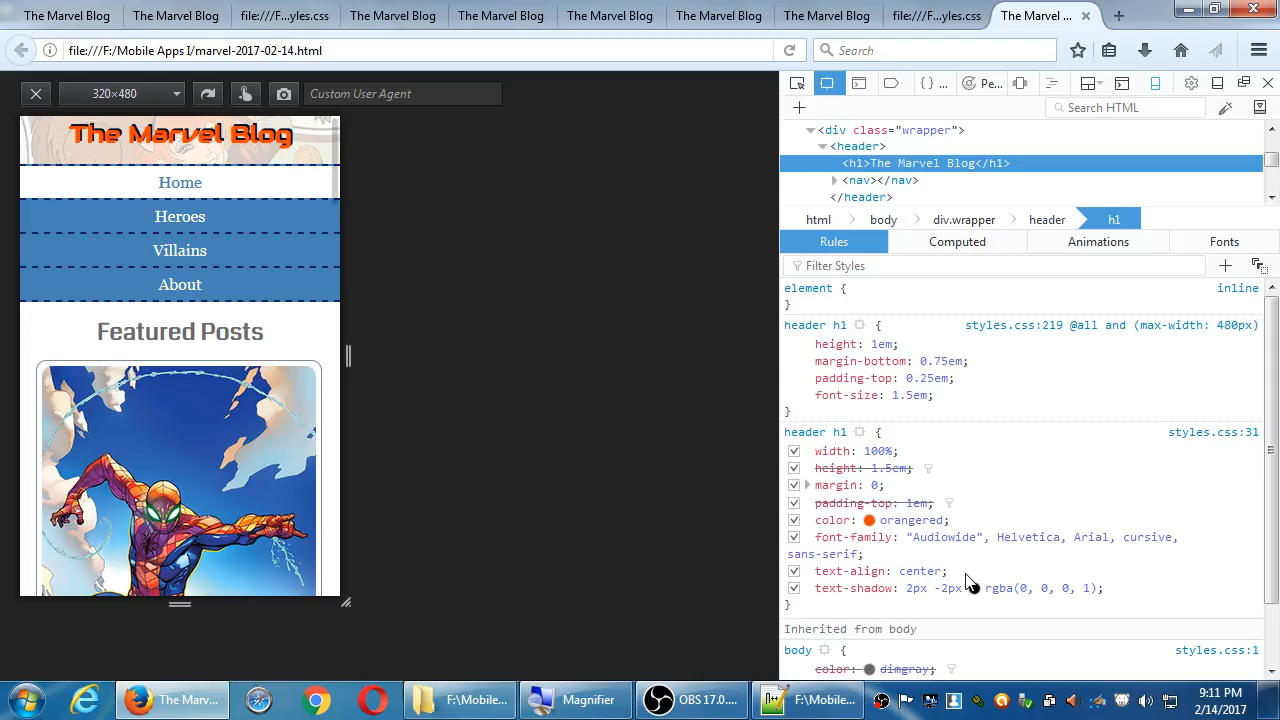 The Marvel Blog
The Marvel Blog
file:///F...yles.css
The Marvel Blog
The Marvel Blog
The Marvel Blog
The Marvel Blog
The Marvel Blog
file:///F...yles.css
The Marvel ...
file:///F:/Mobile Apps I/marvel-2017-02-14.html
Search
320×480
Custom User Agent
The Marvel Blog
Home
Heroes
Villains
About
Featured Posts
{ } ...
Pe...
Search HTML
<div class="wrapper">
<header>
<h1>The Marvel Blog</h1>
<nav></nav>
</header>
html
body
div.wrapper
header
h1
Rules
Computed
Animations
Fonts
Filter Styles
element {
inline
}
header h1 {
styles.css:219 @all and (max-width: 480px)
height: 1em;
margin-bottom: 0.75em;
padding-top: 0.25em;
font-size: 1.5em;
}
header h1 {
styles.css:31
width: 100%;
height: 1.5em;
margin: 0;
padding-top: 1em;
color: orangered;
font-family: "Audiowide", Helvetica, Arial, cursive,
sans-serif;
text-align: center;
text-shadow: 2px -2px rgba(0, 0, 0, 1);
}
Inherited from body
body {
styles.css:1
color: dimgray;
The Marv...
F:\Mobile...
Magnifier
OBS 17.0....
F:\Mobile...
9:11 PM
2/14/2017